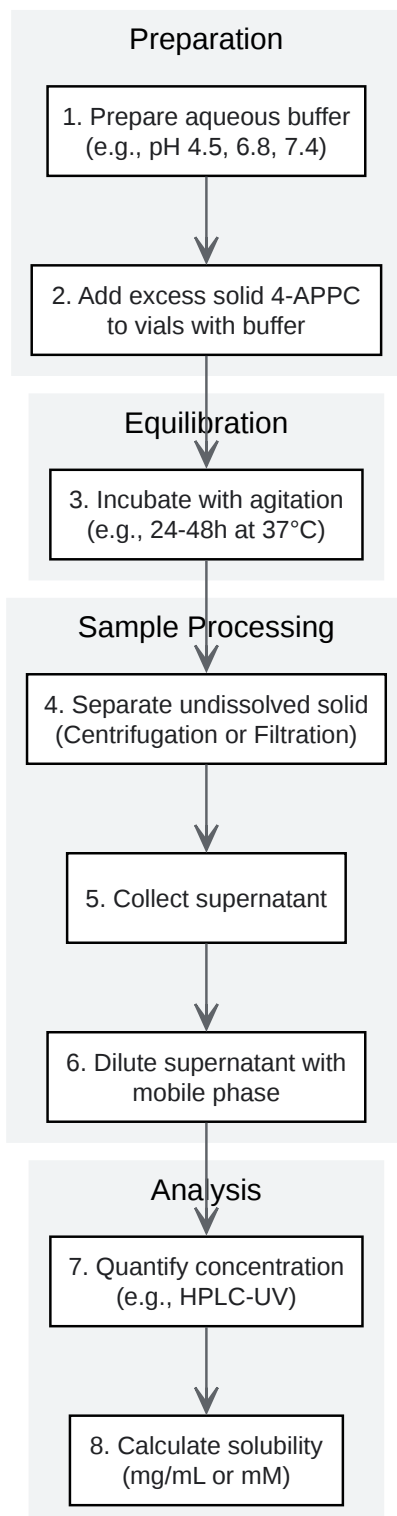 Preparation
1. Prepare aqueous buffer
(e.g., pH 4.5, 6.8, 7.4)
2. Add excess solid 4-APPC
to vials with buffer
Equilibration
3. Incubate with agitation
(e.g., 24-48h at 37°C)
Sample Processing
4. Separate undissolved solid
(Centrifugation or Filtration)
5. Collect supernatant
6. Dilute supernatant with
mobile phase
Analysis
7. Quantify concentration
(e.g., HPLC-UV)
8. Calculate solubility
(mg/mL or mM)